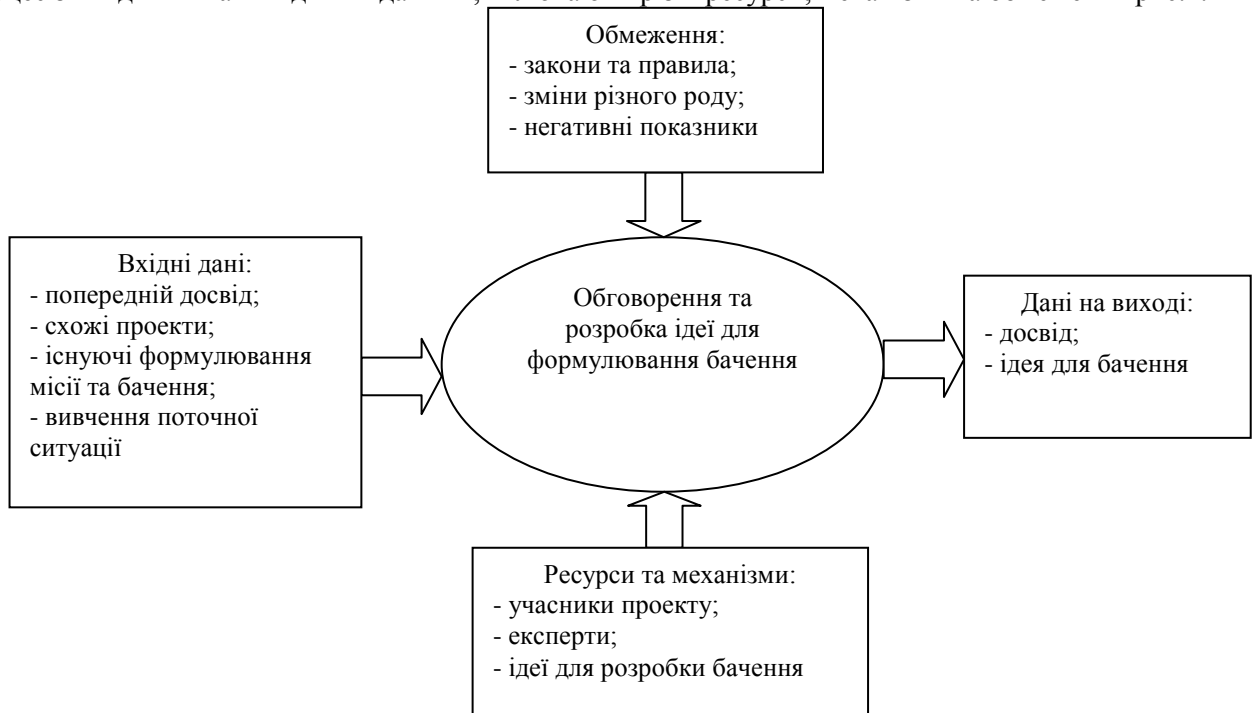 Обмеження:
- закони та правила;
- зміни різного роду;
- негативні показники
Вхідні дані:
- попередній досвід;
- схожі проекти;
- існуючі формулювання
місії та бачення;
- вивчення поточної
ситуації
Обговорення та
розробка ідеї для
формулювання бачення
Дані на виході:
- досвід;
- ідея для бачення
Ресурси та механізми:
- учасники проекту;
- експерти;
- ідеї для розробки бачення